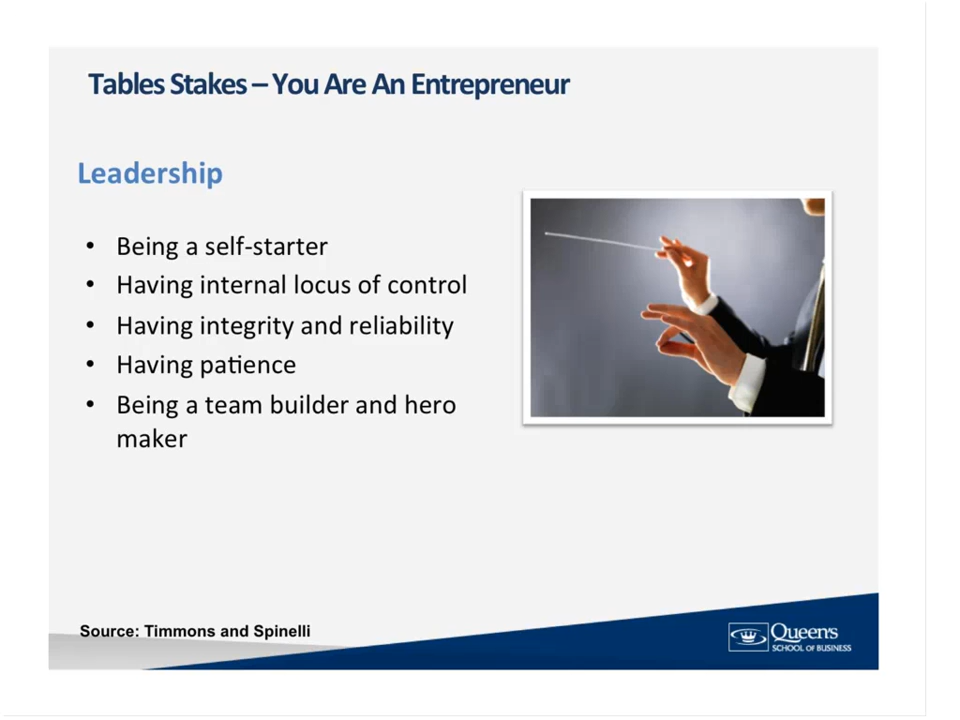 Tables Stakes – You Are An Entrepreneur
Leadership
• Being a self-starter
• Having internal locus of control
• Having integrity and reliability
• Having patience
• Being a team builder and hero
maker
Source: Timmons and Spinelli
Queen's
SCHOOL OF BUSINESS